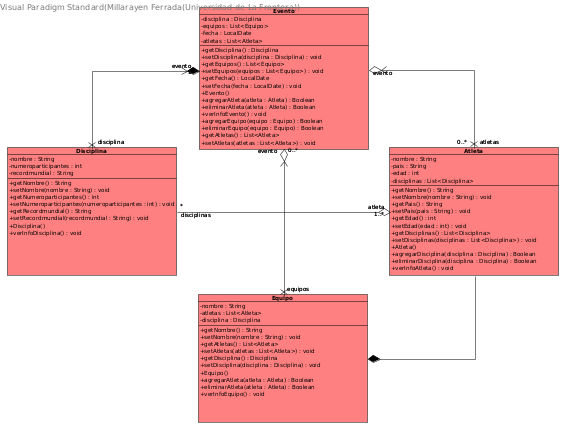 Visual Paradigm Standard(Millarayen Ferrada(Universidad de La Frontera))
Evento
-disciplina : Disciplina
-equipos : List<Equipo>
-fecha : LocalDate
-atletas : List<Atleta>
+getDisciplina() : Disciplina
+setDisciplina(disciplina : Disciplina) : void
+getEquipos() : List<Equipo>
+setEquipos(equipos : List<Equipo>) : void
+getFecha() : LocalDate
+setFecha(fecha : LocalDate) : void
+Evento()
+agregarAtleta(atleta : Atleta) : Boolean
+eliminarAtleta(atleta : Atleta) : Boolean
+verInfoEvento() : void
+agregarEquipo(equipo : Equipo) : Boolean
+eliminarEquipo(equipo : Equipo) : Boolean
+getAtletas() : List<Atleta>
+setAtletas(atletas : List<Atleta>) : void
evento
evento
disciplina
0..*
atletas
evento
0..*
Disciplina
-nombre : String
-numeroparticipantes : int
-recordmundial : String
+getNombre() : String
+setNombre(nombre : String) : void
+getNumeroparticipantes() : int
+setNumeroparticipantes(numeroparticipantes : int) : void
+getRecordmundial() : String
+setRecordmundial(recordmundial : String) : void
+Disciplina()
+verInfoDisciplina() : void
*
disciplinas
atleta
1..*
Atleta
-nombre : String
-pais : String
-edad : int
-disciplinas : List<Disciplina>
+getNombre() : String
+setNombre(nombre : String) : void
+getPais() : String
+setPais(pais : String) : void
+getEdad() : int
+setEdad(edad : int) : void
+getDisciplinas() : List<Disciplina>
+setDisciplinas(disciplinas : List<Disciplina>) : void
+Atleta()
+agregarDisciplina(disciplina : Disciplina) : Boolean
+eliminarDisciplina(disciplina : Disciplina) : Boolean
+verInfoAtleta() : void
equipos
Equipo
-nombre : String
-atletas : List<Atleta>
-disciplina : Disciplina
+getNombre() : String
+setNombre(nombre : String) : void
+getAtletas() : List<Atleta>
+setAtletas(atletas : List<Atleta>) : void
+getDisciplina() : Disciplina
+setDisciplina(disciplina : Disciplina) : void
+Equipo()
+agregarAtleta(atleta : Atleta) : Boolean
+eliminarAtleta(atleta : Atleta) : Boolean
+verInfoEquipo() : void